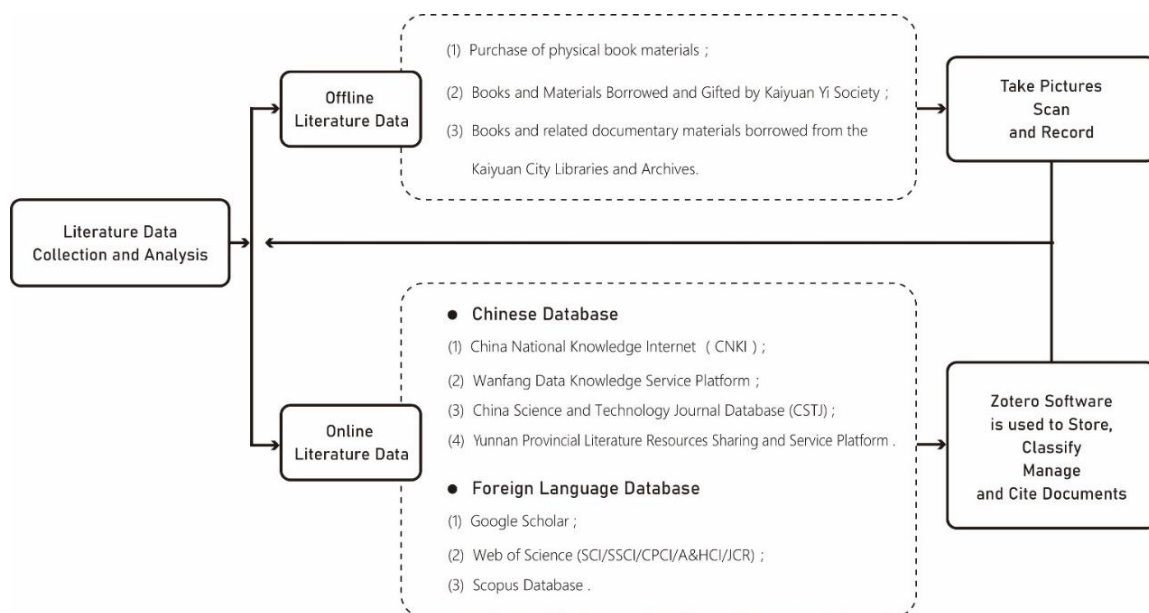 Literature Data
Collection and Analysis
Offline
Literature Data
(1) Purchase of physical book materials ;
(2) Books and Materials Borrowed and Gifted by Kaiyuan Yi Society ;
(3) Books and related documentary materials borrowed from the
Kaiyuan City Libraries and Archives.
Take Pictures
Scan
and Record
Online
Literature Data
● Chinese Database
(1) China National Knowledge Internet （ CNKI ）;
(2) Wanfang Data Knowledge Service Platform ;
(3) China Science and Technology Journal Database (CSTJ) ;
(4) Yunnan Provincial Literature Resources Sharing and Service Platform .
● Foreign Language Database
(1) Google Scholar ;
(2) Web of Science (SCI/SSCI/CPCI/A&HCI/JCR) ;
(3) Scopus Database .
Zotero Software
is used to Store,
Classify
Manage
and Cite Documents